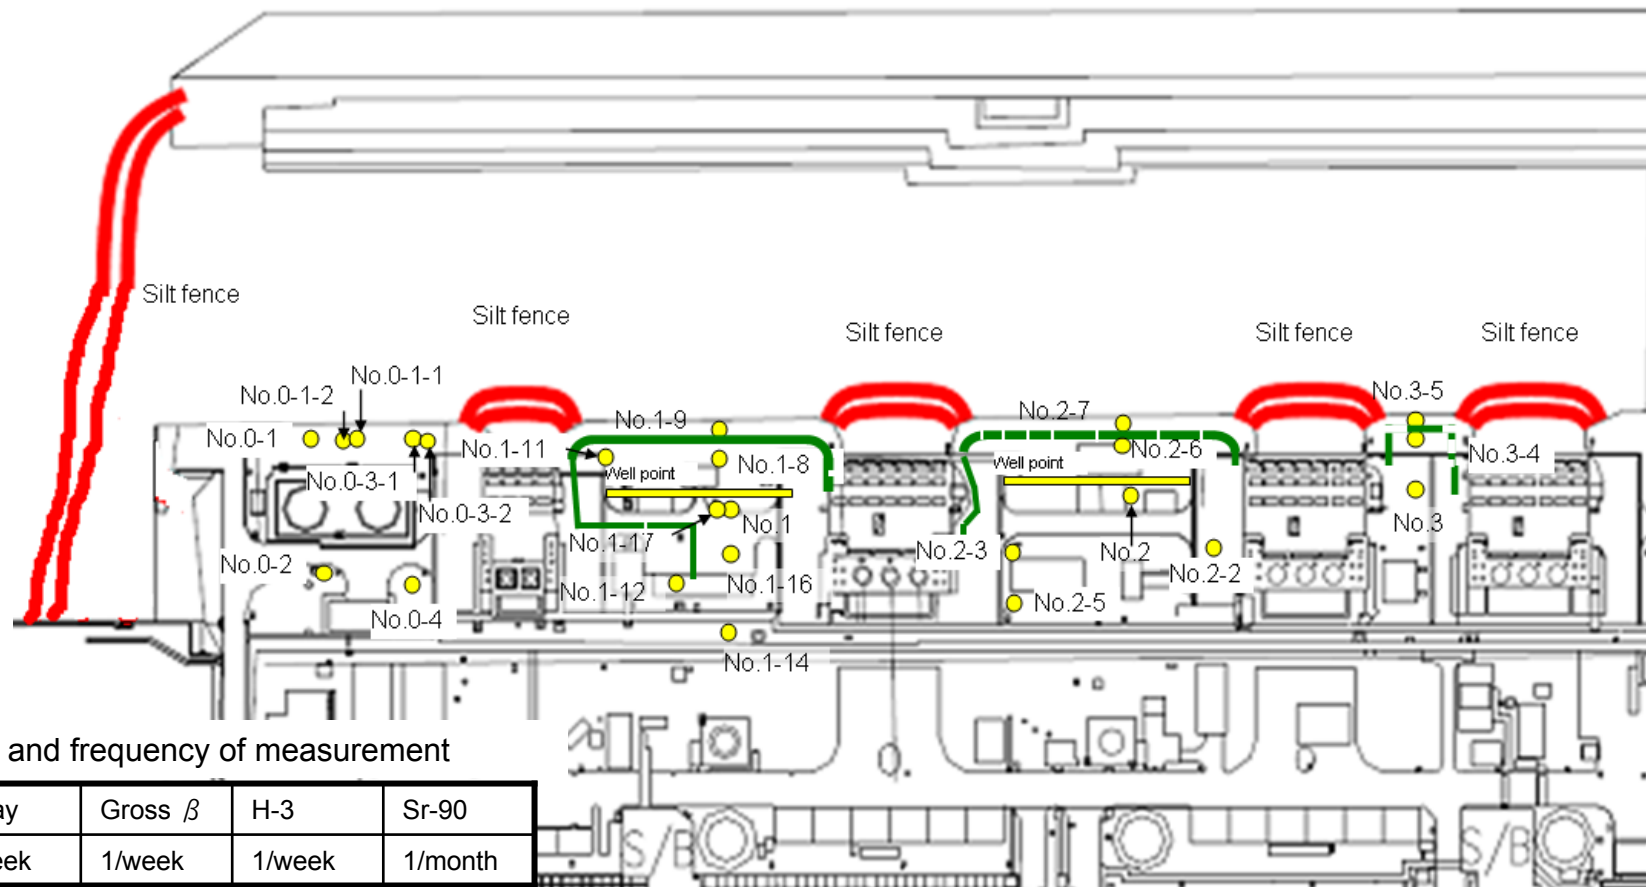 Silt fence
Silt fence
Silt fence
Silt fence
Silt fence
No.0-1-1
No.0-1-2
No.3-5
No.2-7
No.1-9
No.0-1
No.1-11
No.2-6
No.3-4
No.1-8
Well point
Well point
No.0-3-1
No.0-3-2
No.1
No.3
No.1-17
No.2-3
No.2
No.0-2
No.2-2
No.1-12
No.1-16
No.2-5
No.0-4
No.1-14
and frequency of measurement
ay Gross β H-3 Sr-90
eek 1/week 1/week 1/month
S/B
S/B